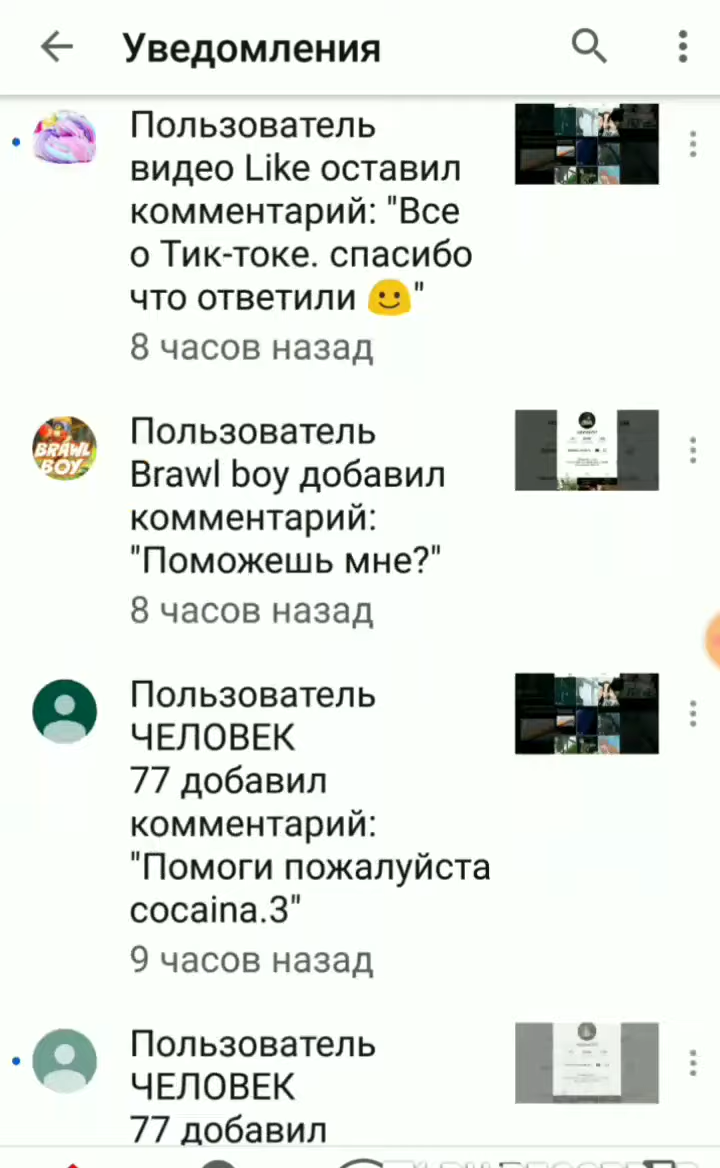 Уведомления
Пользователь
видео Like оставил
комментарий: "Все
о Тик-токе. спасибо
что ответили 🙂"
8 часов назад
BRAWL
BOY
Пользователь
Brawl boy добавил
комментарий:
"Поможешь мне?"
8 часов назад
Пользователь
ЧЕЛОВЕК
77 добавил
комментарий:
"Помоги пожалуйста
cocaina.3"
9 часов назад
Пользователь
ЧЕЛОВЕК
77 добавил